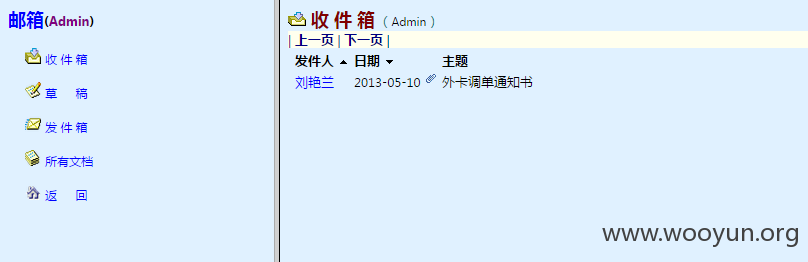 邮箱(Admin)
收 件 箱
草 稿
发 件 箱
所有文档
返 回
收 件 箱 ( Admin )
| 上一页 | 下一页 |
发件人 日期 主题
刘艳兰 2013-05-10 外卡调单通知书
www.wooyun.org